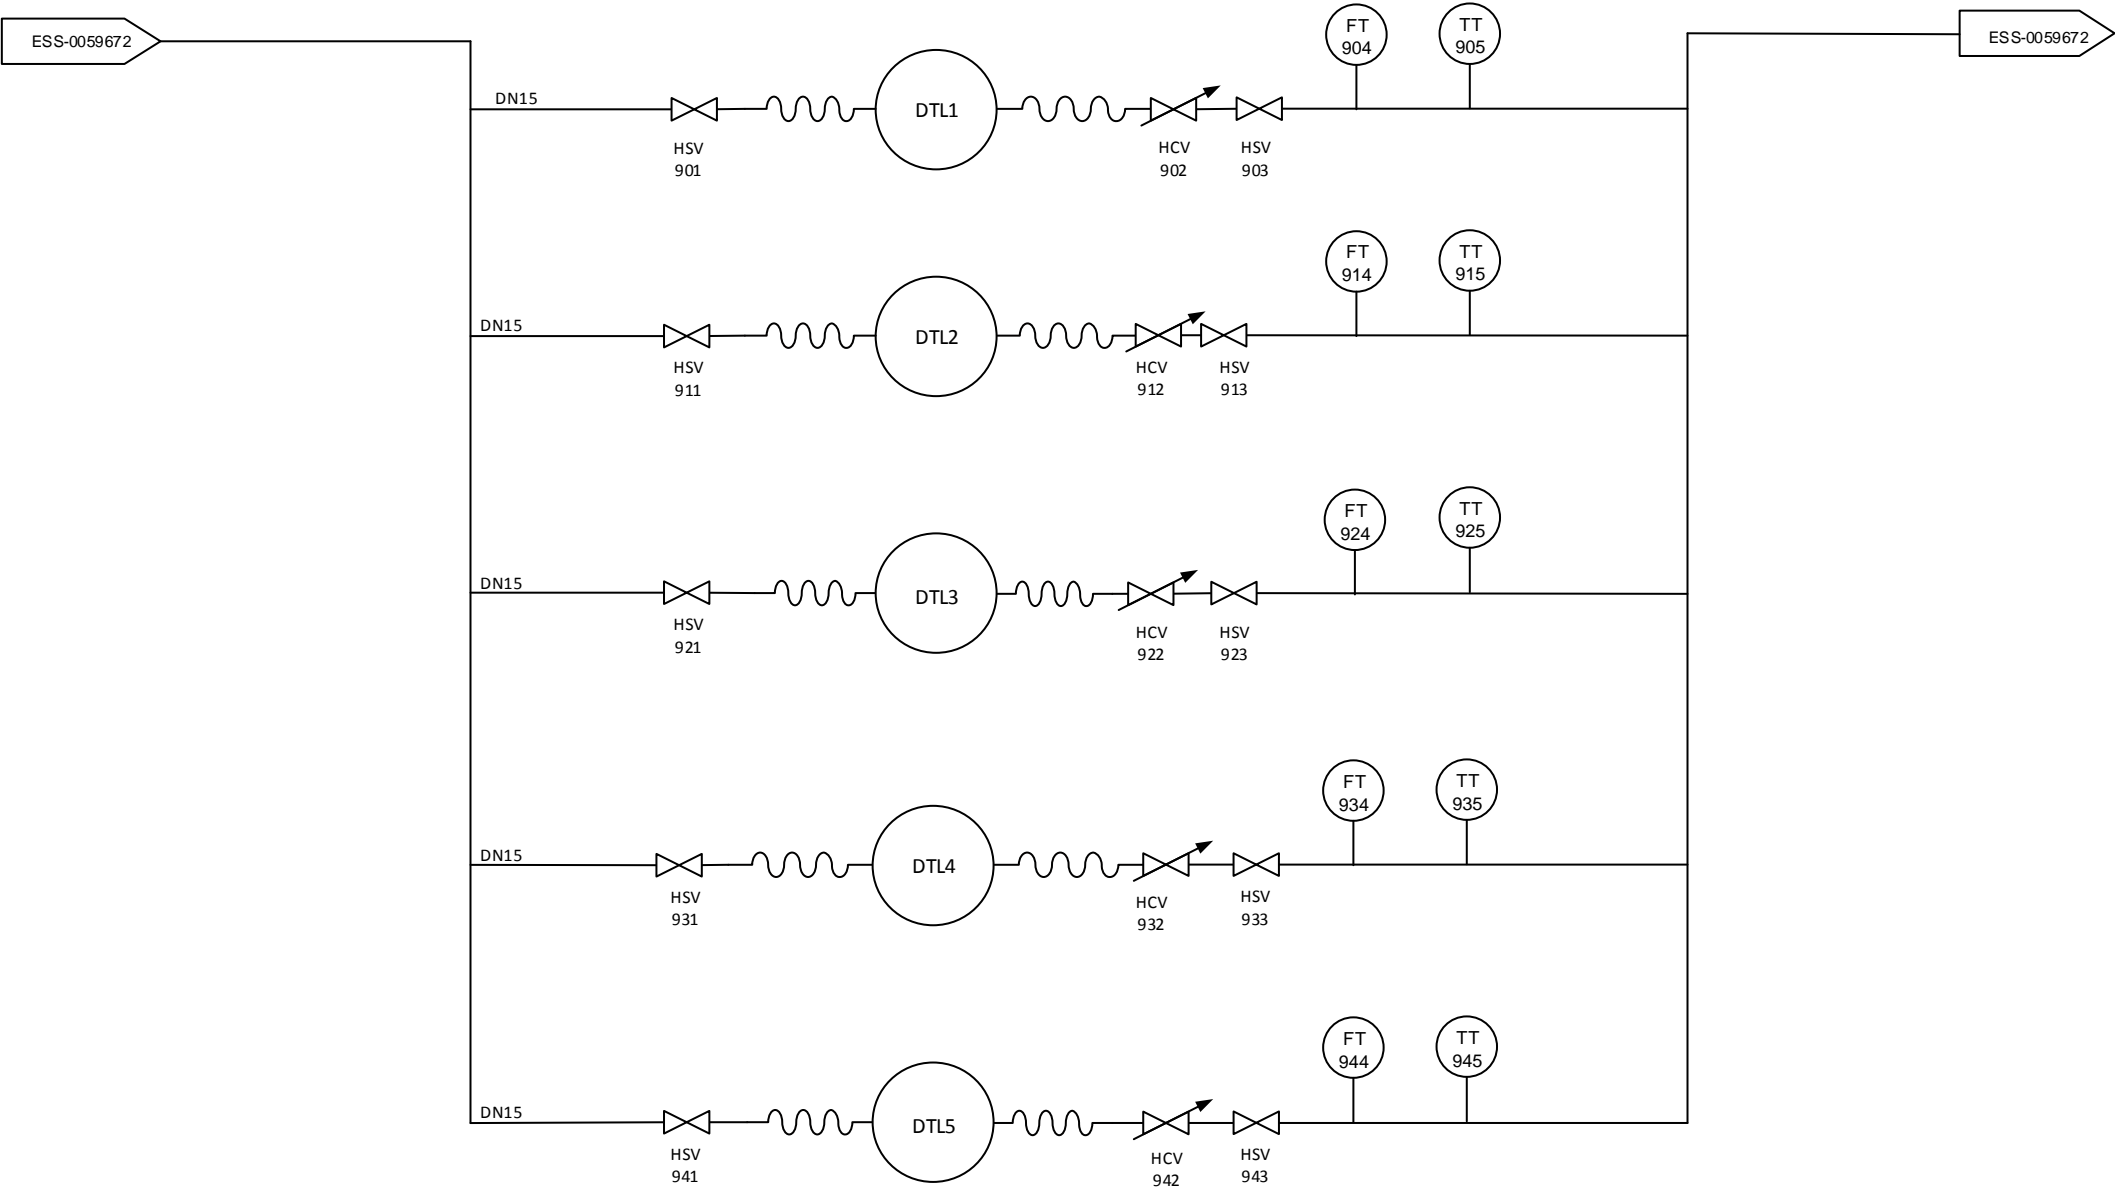 ESS-0059672
ESS-0059672
FT
904
TT
905
DN15
DTL1
HSV
901
HCV
902
HSV
903
FT
914
TT
915
DN15
DTL2
HSV
911
HCV
912
HSV
913
FT
924
TT
925
DN15
DTL3
HSV
921
HCV
922
HSV
923
FT
934
TT
935
DN15
DTL4
HSV
931
HCV
932
HSV
933
FT
944
TT
945
DN15
DTL5
HSV
941
HCV
942
HSV
943